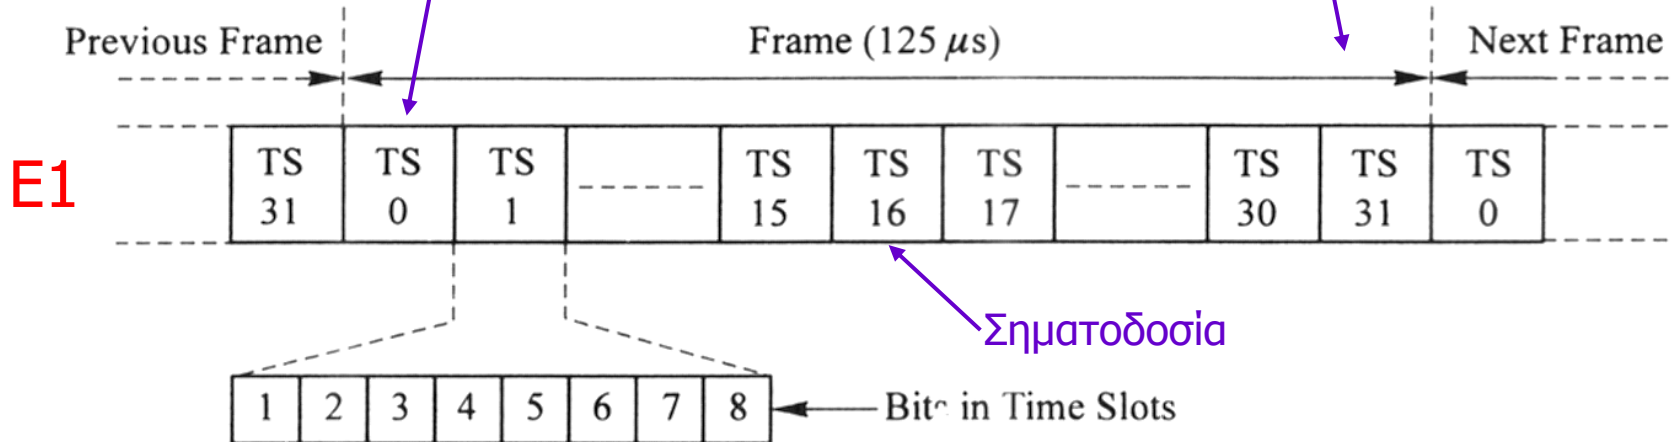 Previous Frame Frame (125 μs) Next Frame
E1
TS TS TS TS TS TS TS TS TS
31 0 1 15 16 17 30 31 0
Σηματοδοσία
1 2 3 4 5 6 7 8 in Time Slots